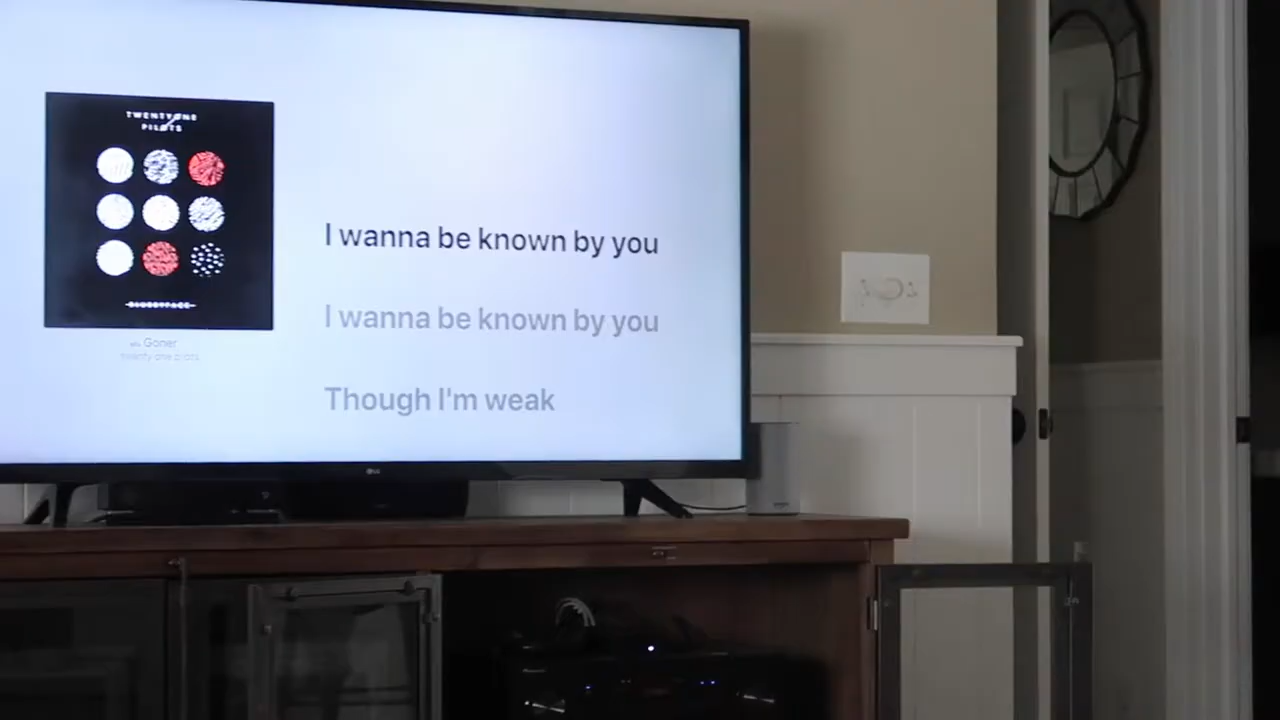 TWENTY ONE
PILOTS
BLURRYFACE
Goner
twenty one pilots
I wanna be known by you
I wanna be known by you
Though I'm weak
LG